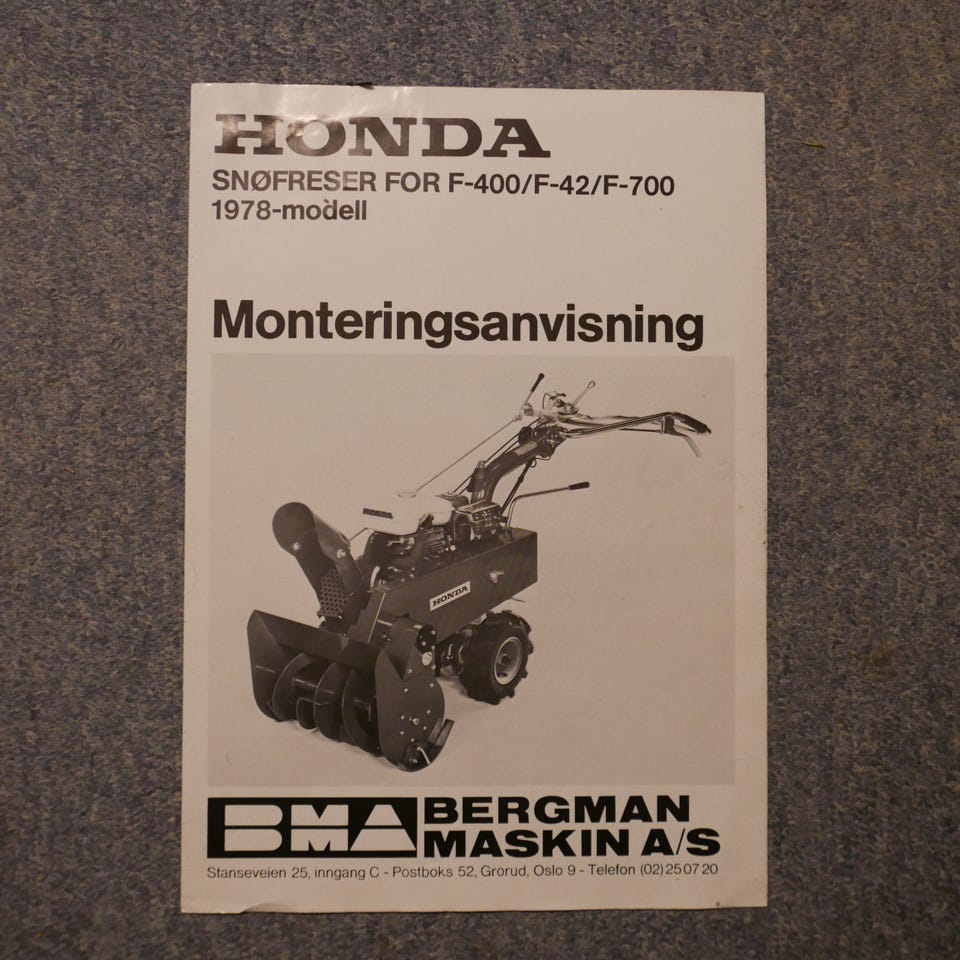 HONDA
SNØFRESER FOR F-400/F-42/F-700
1978-modell
Monteringsanvisning
HONDA
HONDA
BMA BERGMAN
MASKIN A/S
Stanseveien 25, inngang C - Postboks 52, Grorud, Oslo 9 - Telefon (02) 25 07 20